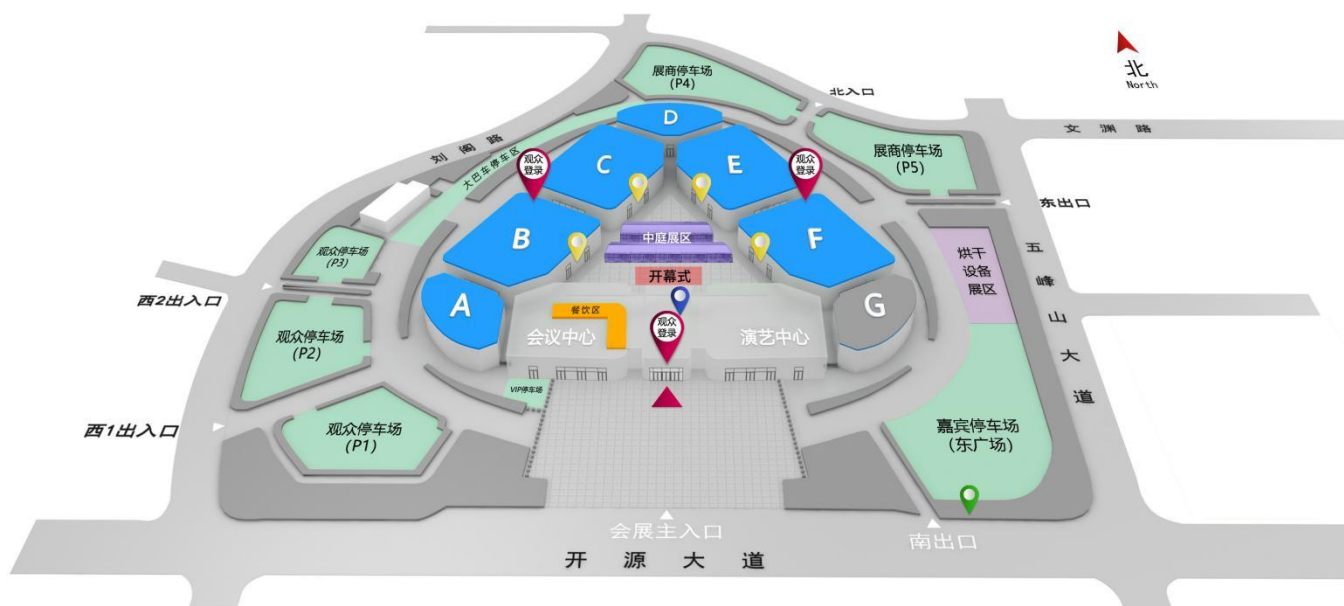 展商停车场
(P4)
北
North
北入口
文渊路
刘阁路
大巴车停车区
D
C
E
观众
登录
观众
登录
展商停车场
(P5)
东出口
B
F
中庭展区
开幕式
烘干
设备
展区
五峰山大道
观众停车场
(P3)
西2出入口
A
G
餐饮区
会议中心
观众
登录
演艺中心
观众停车场
(P2)
VIP停车场
西1出入口
观众停车场
(P1)
嘉宾停车场
(东广场)
会展主入口
南出口
开源大道